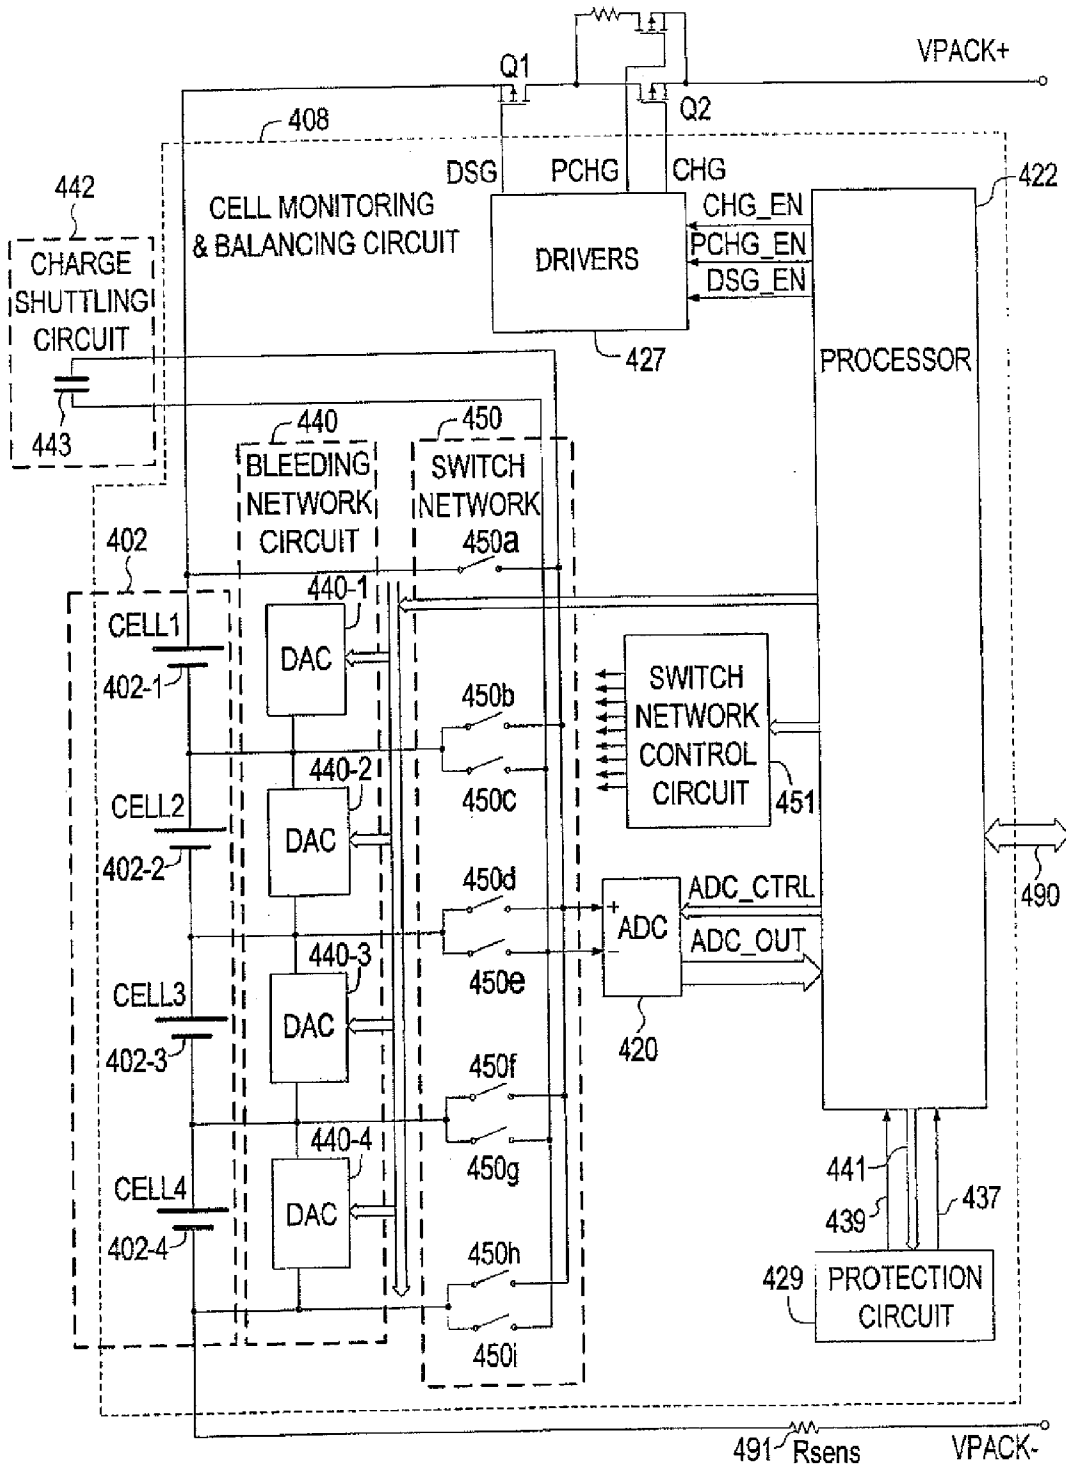 VPACK+
Q1
Q2
408
DSG
PCHG
CHG
442
CELL MONITORING
& BALANCING CIRCUIT
CHG_EN
422
DRIVERS
PCHG_EN
CHARGE
SHUTTLING
CIRCUIT
DSG_EN
427
PROCESSOR
443
440
450
BLEEDING
NETWORK
CIRCUIT
SWITCH
NETWORK
402
450a
440-1
CELL1
DAC
402-1
450b
SWITCH
NETWORK
CONTROL
CIRCUIT
451
440-2
450c
CELL2
DAC
402-2
450d
ADC_CTRL
490
+
ADC
-
ADC_OUT
440-3
450e
CELL3
DAC
402-3
420
450f
440-4
450g
441
CELL4
439
437
DAC
402-4
450h
429
PROTECTION
CIRCUIT
450i
491
Rsens
VPACK-